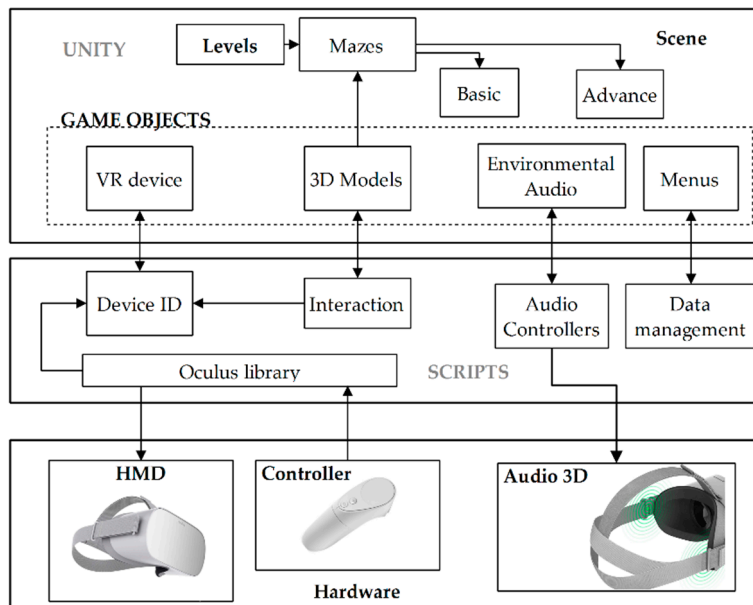 UNITY
Levels
Mazes
Scene
Basic
Advance
GAME OBJECTS
VR device
3D Models
Environmental
Audio
Menus
Device ID
Interaction
Audio
Controllers
Data
management
Oculus library
SCRIPTS
HMD
Controller
Audio 3D
Hardware